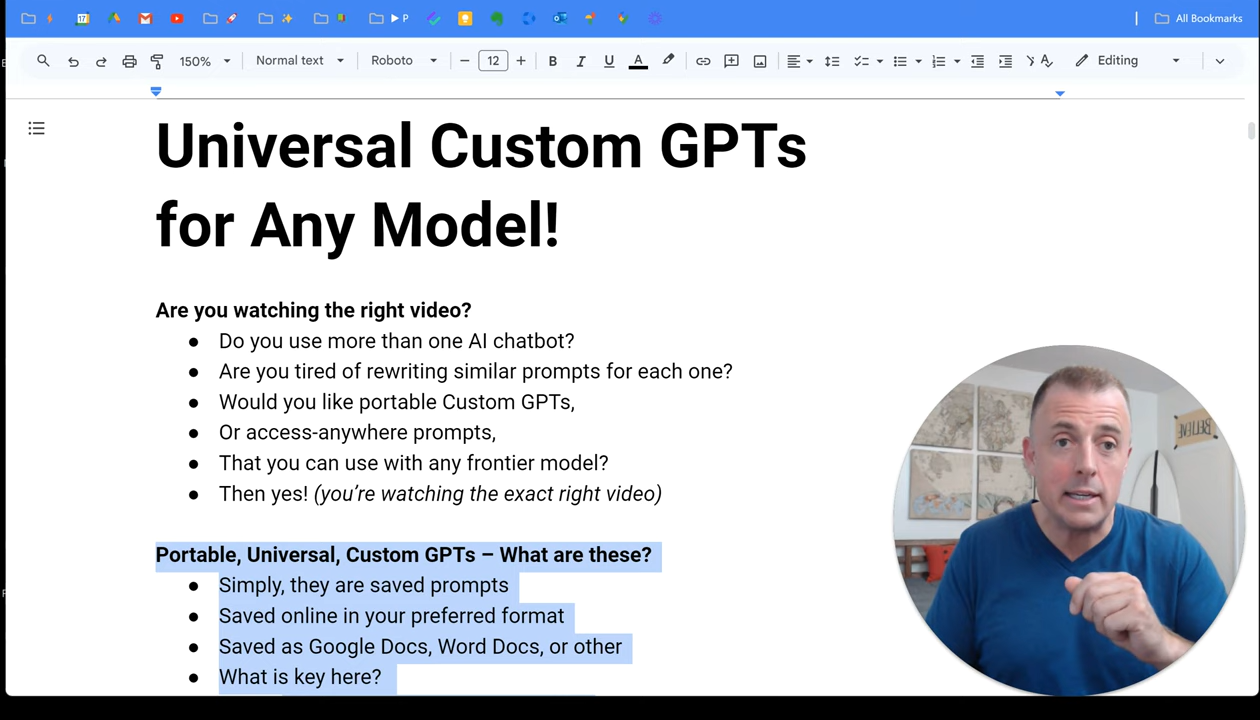 All Bookmarks
150%
Normal text
Roboto
12
B
I
U
A
Editing
Universal Custom GPTs
for Any Model!
Are you watching the right video?
● Do you use more than one AI chatbot?
● Are you tired of rewriting similar prompts for each one?
● Would you like portable Custom GPTs,
● Or access-anywhere prompts,
● That you can use with any frontier model?
● Then yes! (you’re watching the exact right video)
BELIEVE
Portable, Universal, Custom GPTs – What are these?
● Simply, they are saved prompts
● Saved online in your preferred format
● Saved as Google Docs, Word Docs, or other
● What is key here?